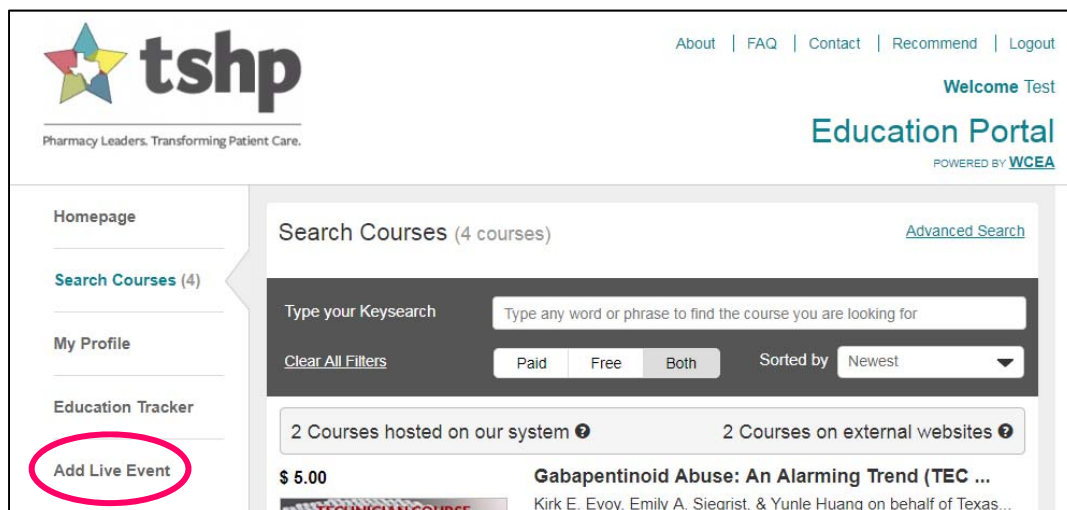 tshp
Pharmacy Leaders. Transforming Patient Care.
About | FAQ | Contact | Recommend | Logout
Welcome Test
Education Portal
POWERED BY WCEA
Homepage
Search Courses (4)
My Profile
Education Tracker
Add Live Event
Search Courses (4 courses)
Advanced Search
Type your Keysearch
Type any word or phrase to find the course you are looking for
Clear All Filters
Paid Free Both
Sorted by Newest
2 Courses hosted on our system ?
2 Courses on external websites ?
$ 5.00
TECHNICIAN COURSE
Gabapentinoid Abuse: An Alarming Trend (TEC ...
Kirk E. Evoy, Emily A. Siegrist, & Yunle Huang on behalf of Texas...